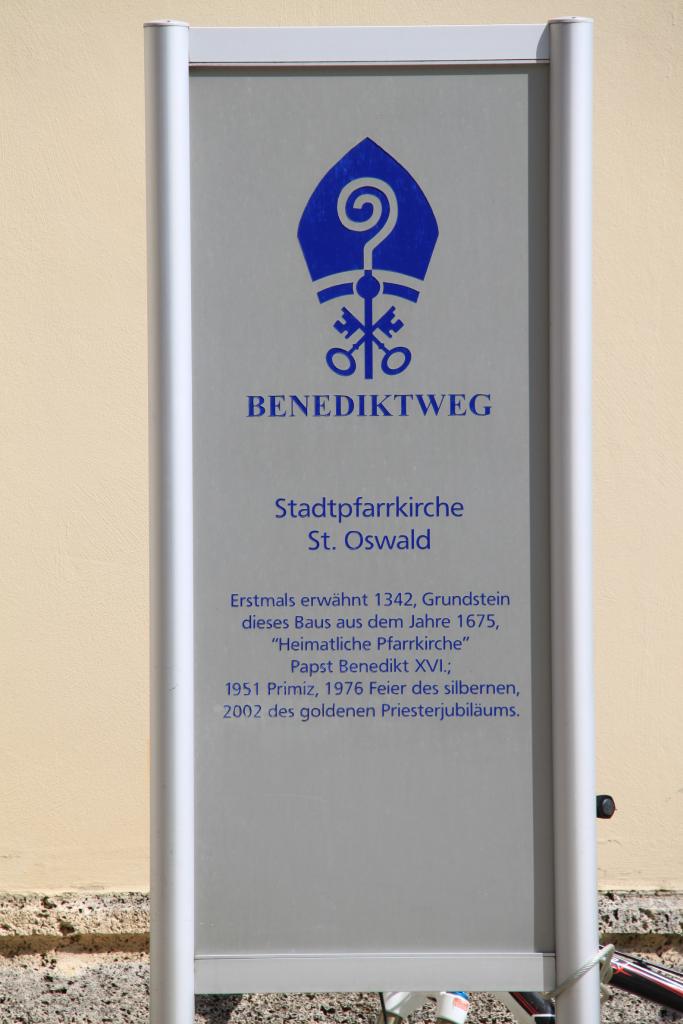 BENEDIKTWEG
Stadtpfarrkirche
St. Oswald
Erstmals erwähnt 1342, Grundstein
dieses Baus aus dem Jahre 1675,
"Heimatliche Pfarrkirche"
Papst Benedikt XVI.;
1951 Primiz, 1976 Feier des silbernen,
2002 des goldenen Priesterjubiläums.